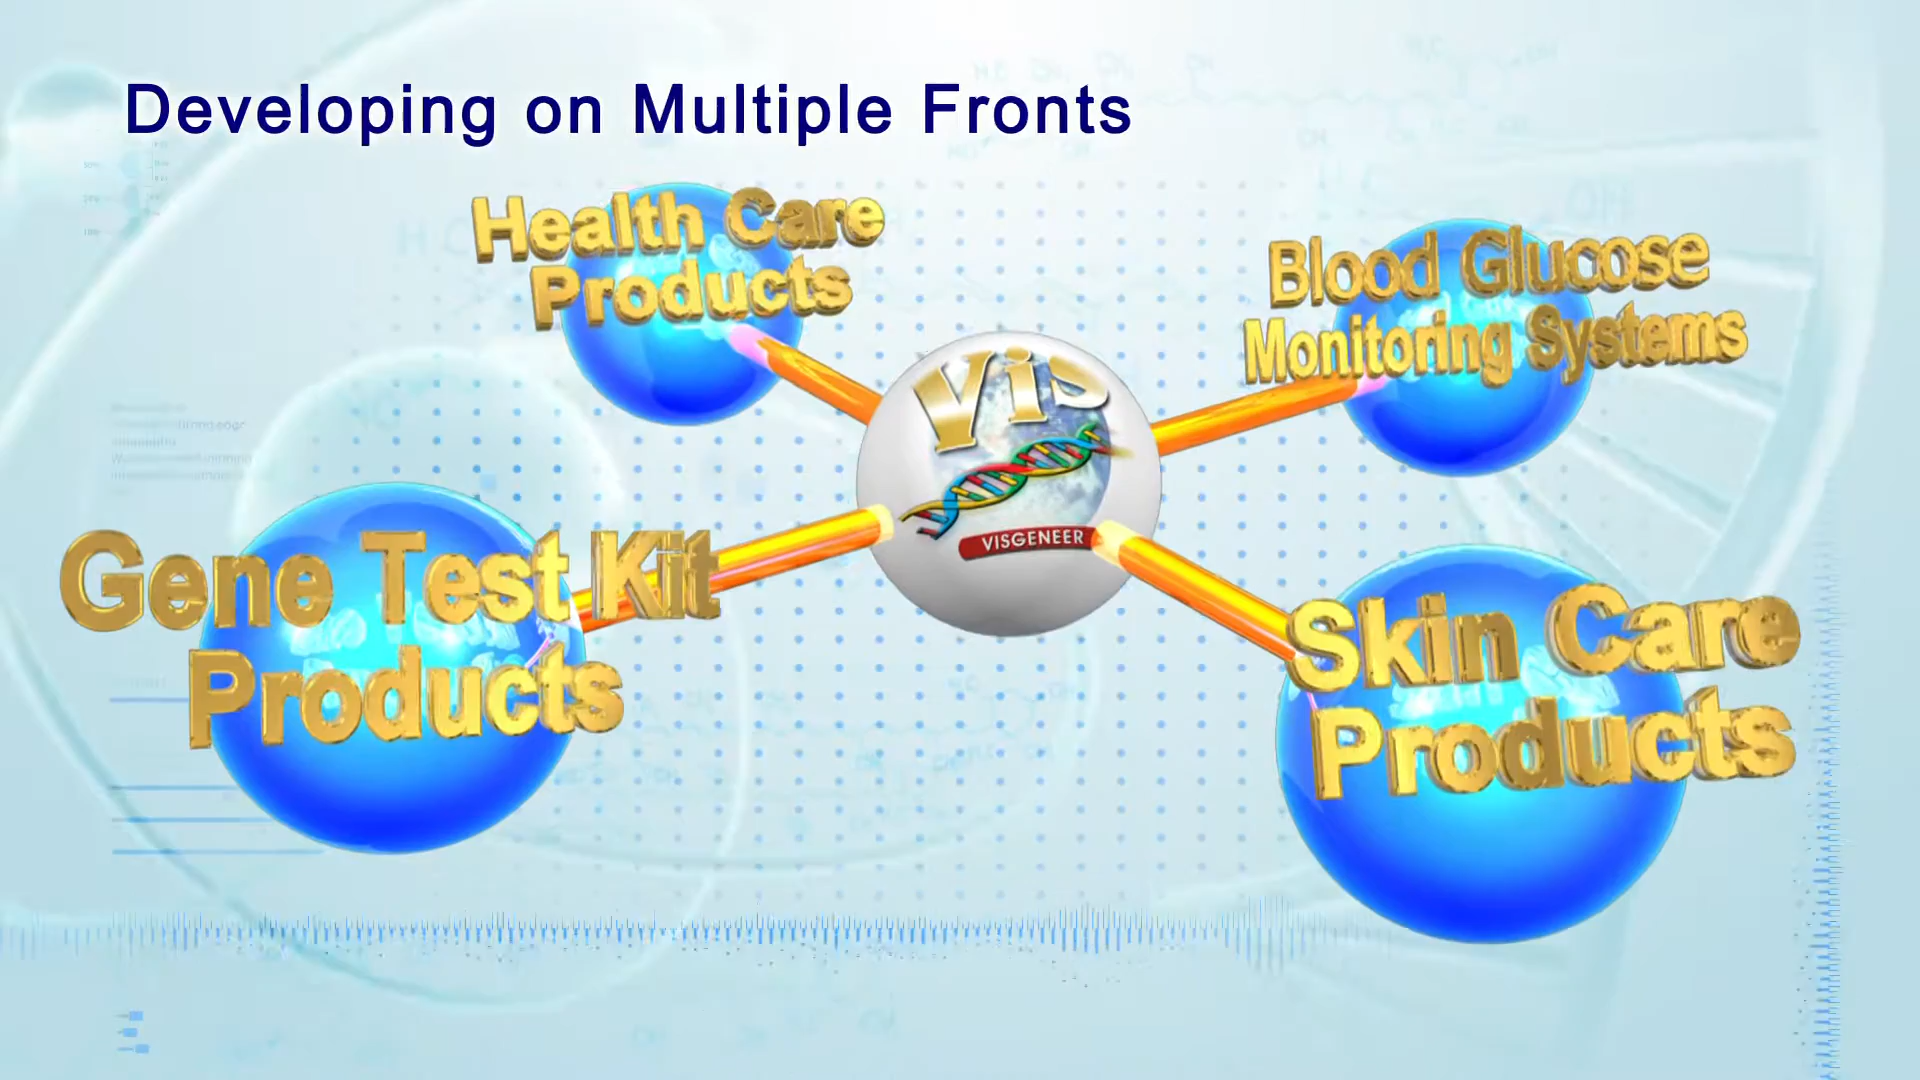 Developing on Multiple Fronts
Health Care
Products
Blood Glucose
Monitoring Systems
Vis
VISGENEER
Gene Test Kit
Products
Skin Care
Products